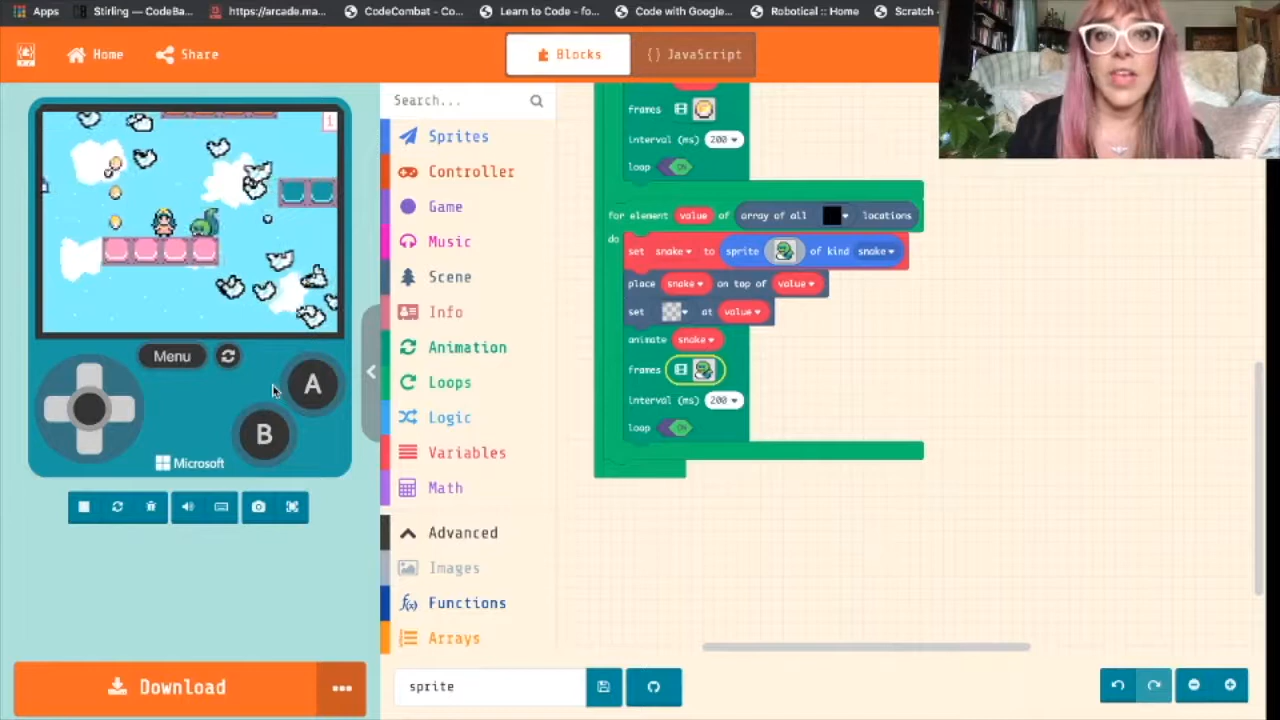 Apps
Stirling — CodeBa...
https://arcade.ma...
CodeCombat - Co...
Learn to Code - fo...
Code with Google...
Robotical :: Home
Scratch -
Home
Share
Blocks
{} JavaScript
1
Menu
A
B
Microsoft
Download
Search...
Sprites
Controller
Game
Music
Scene
Info
Animation
Loops
Logic
Variables
Math
Advanced
Images
Functions
Arrays
frames
interval (ms) 200
loop ON
for element value of array of all locations
do
set snake to sprite of kind snake
place snake on top of value
set at value
animate snake
frames
interval (ms) 200
loop ON
sprite